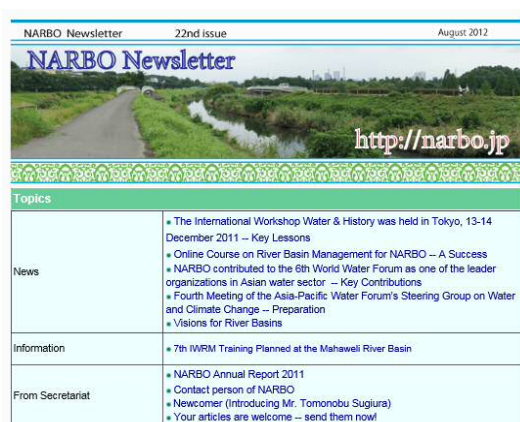 NARBO Newsletter 22nd issue August 2012
NARBO Newsletter
http://narbo.jp
Topics
News
• The International Workshop Water & History was held in Tokyo, 13-14
December 2011 -- Key Lessons
• Online Course on River Basin Management for NARBO -- A Success
• NARBO contributed to the 6th World Water Forum as one of the leader
organizations in Asian water sector -- Key Contributions
• Fourth Meeting of the Asia-Pacific Water Forum's Steering Group on Water
and Climate Change -- Preparation
• Visions for River Basins
Information
• 7th IWRM Training Planned at the Mahaweli River Basin
From Secretariat
• NARBO Annual Report 2011
• Contact person of NARBO
• Newcomer (Introducing Mr. Tomonobu Sugiura)
• Your articles are welcome -- send them now!